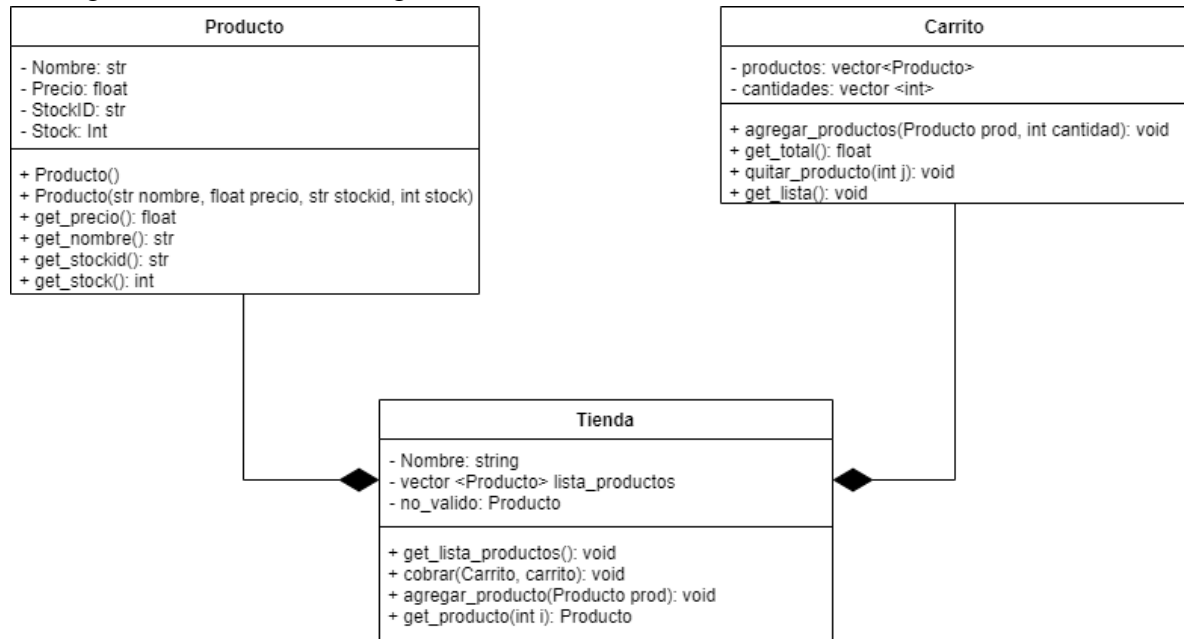 Producto
- Nombre: str
- Precio: float
- StockID: str
- Stock: Int
+ Producto()
+ Producto(str nombre, float precio, str stockid, int stock)
+ get_precio(): float
+ get_nombre(): str
+ get_stockid(): str
+ get_stock(): int
Carrito
- productos: vector<Producto>
- cantidades: vector <int>
+ agregar_productos(Producto prod, int cantidad): void
+ get_total(): float
+ quitar_producto(int j): void
+ get_lista(): void
Tienda
- Nombre: string
- vector <Producto> lista_productos
- no_valido: Producto
+ get_lista_productos(): void
+ cobrar(Carrito, carrito): void
+ agregar_producto(Producto prod): void
+ get_producto(int i): Producto